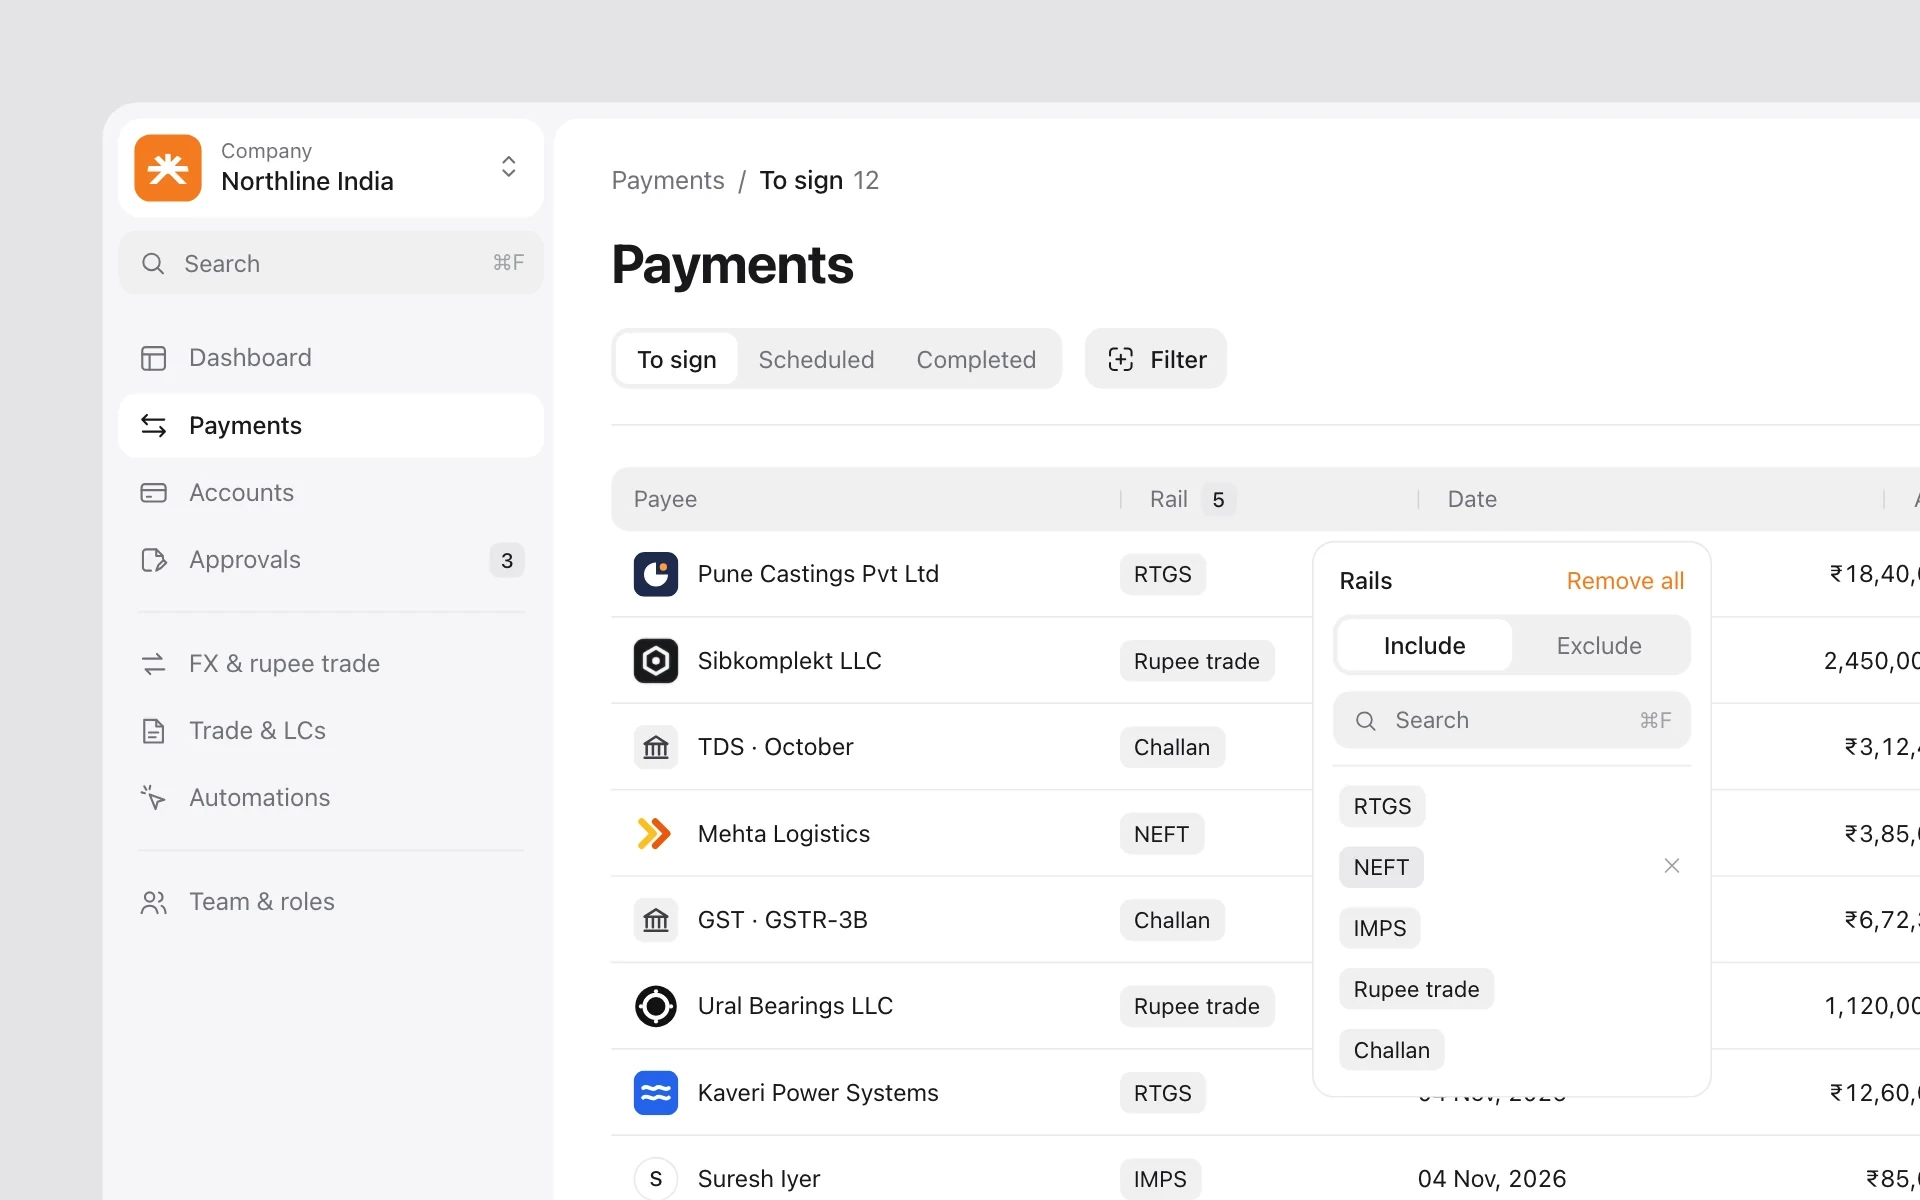 Company
Northline India
Search ⌘F
Dashboard
Payments
Accounts
Approvals 3
FX & rupee trade
Trade & LCs
Automations
Team & roles
Payments / To sign 12
Payments
To sign Scheduled Completed Filter
Payee Rail 5 Date
Pune Castings Pvt Ltd RTGS ₹18,40,
Sibkomplekt LLC Rupee trade 2,450,00
TDS · October Challan ₹3,12,
Mehta Logistics NEFT ₹3,85,
GST · GSTR-3B Challan ₹6,72,
Ural Bearings LLC Rupee trade 1,120,00
Kaveri Power Systems RTGS 04 Nov, 2026 ₹12,60,
S Suresh Iyer IMPS 04 Nov, 2026 ₹85,
Rails Remove all
Include Exclude
Search ⌘F
RTGS
NEFT
IMPS
Rupee trade
Challan